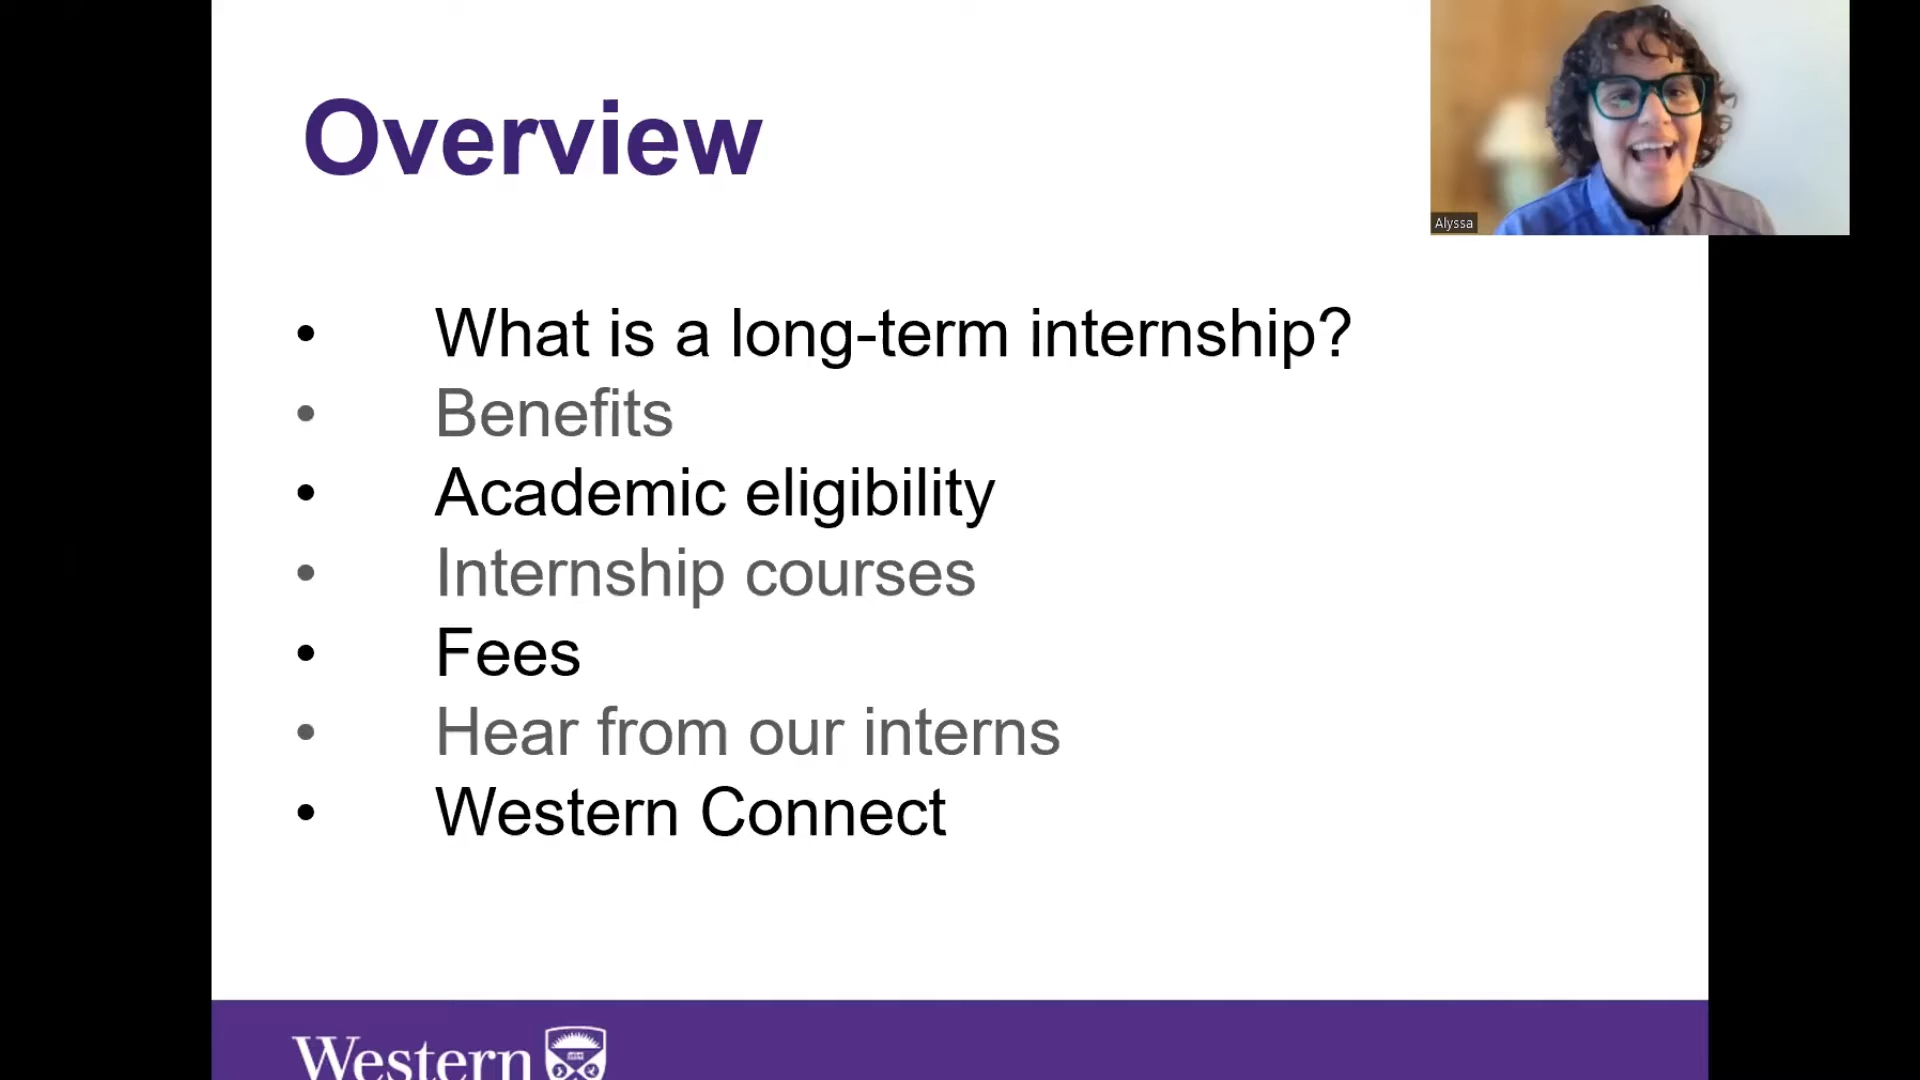 Overview
Alyssa
• What is a long-term internship?
• Benefits
• Academic eligibility
• Internship courses
• Fees
• Hear from our interns
• Western Connect
Western